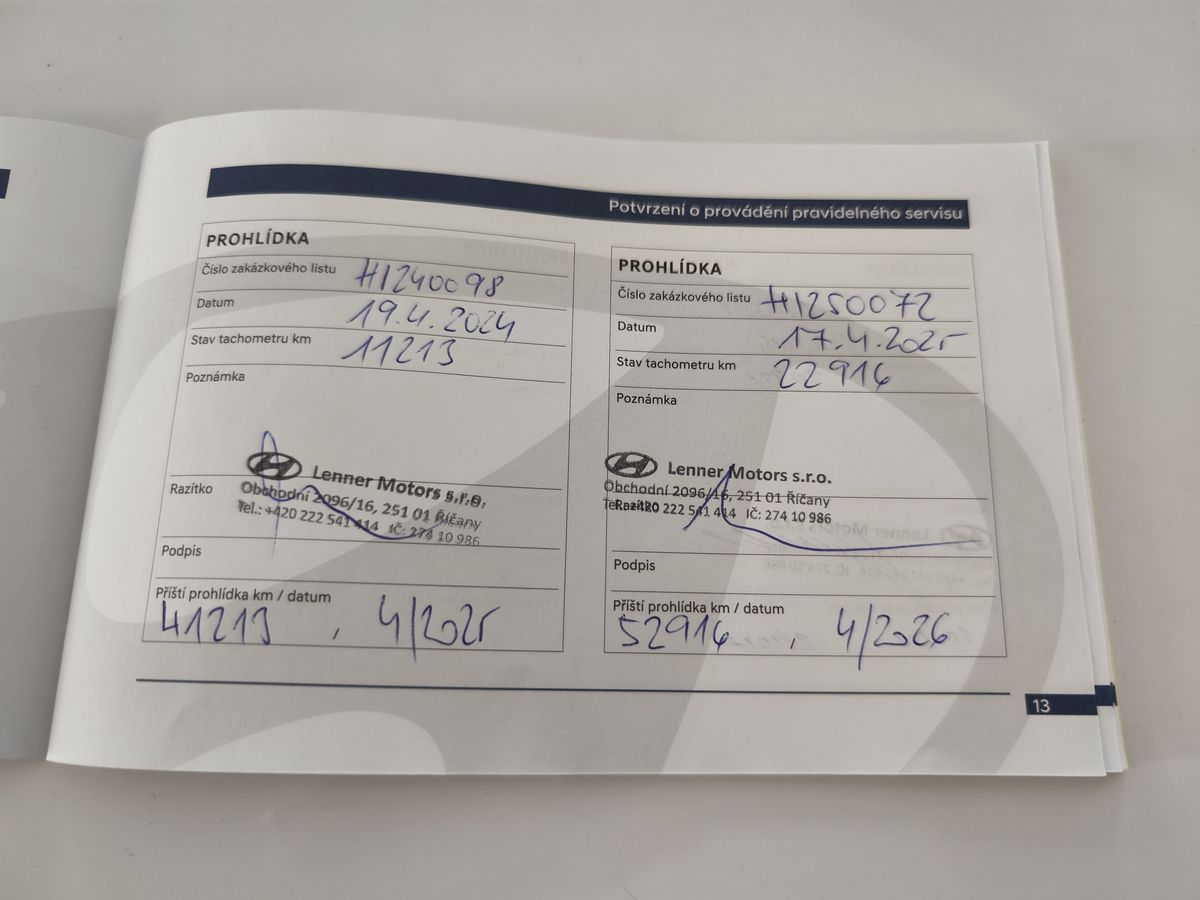 Potvrzení o provádění pravidelného servisu
PROHLÍDKA
Číslo zakázkového listu HI240098
Datum 19.4.2024
Stav tachometru km 11213
Poznámka
Lenner Motors s.r.o.
Obchodní 2096/16, 251 01 Říčany
Razítko
Tel.: +420 222 541 414 IČ: 274 10 986
Podpis
Příští prohlídka km / datum
41213 , 4/2025
PROHLÍDKA
Číslo zakázkového listu HI250072
Datum 17.4.2025
Stav tachometru km 22916
Poznámka
Lenner Motors s.r.o.
Obchodní 2096/16, 251 01 Říčany
Razítko
Tel.: +420 222 541 414 IČ: 274 10 986
Podpis
Příští prohlídka km / datum
52916 , 4/2026
13